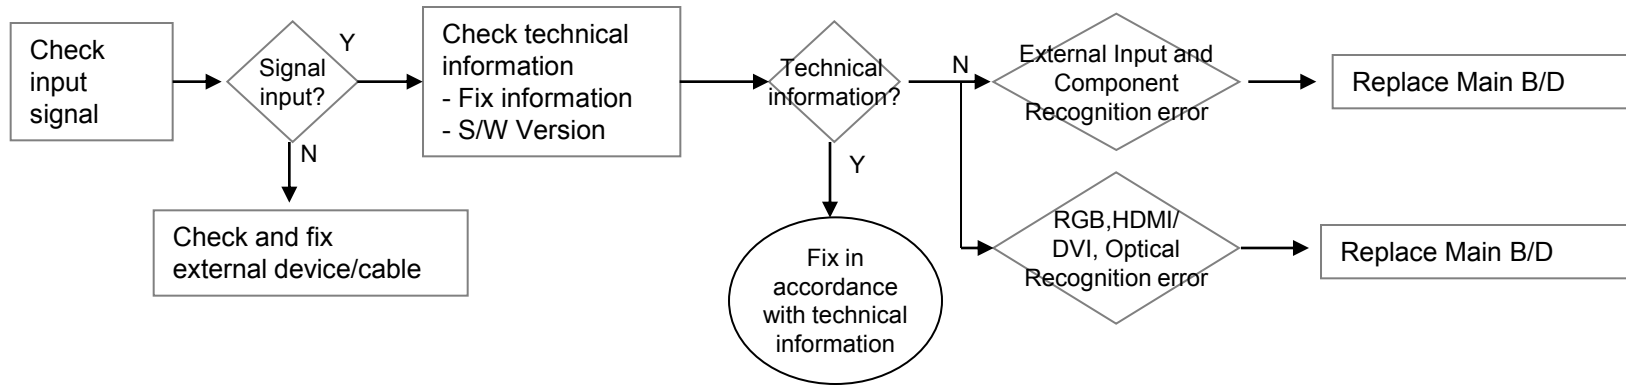 Check
input
signal
Signal
input?
Y
N
Check and fix
external device/cable
Check technical
information
- Fix information
- S/W Version
Technical
information?
N
Y
Fix in
accordance
with technical
information
External Input and
Component
Recognition error
Replace Main B/D
RGB,HDMI/
DVI, Optical
Recognition error
Replace Main B/D